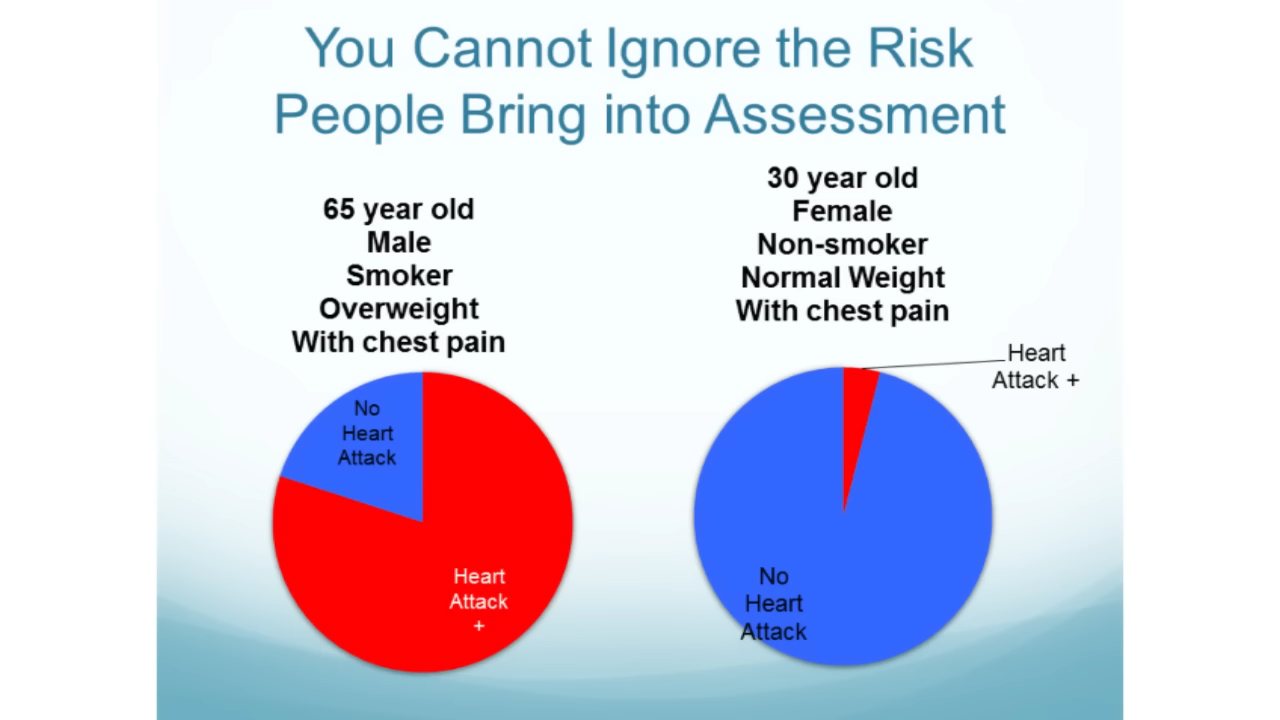 You Cannot Ignore the Risk
People Bring into Assessment
65 year old
Male
Smoker
Overweight
With chest pain
No
Heart
Attack
Heart
Attack
+
30 year old
Female
Non-smoker
Normal Weight
With chest pain
Heart
Attack +
No
Heart
Attack